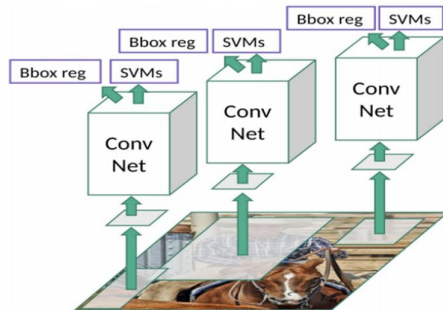 Bbox reg SVMs
Bbox reg SVMs
Bbox reg SVMs
Conv
Net
Conv
Net
Conv
Net